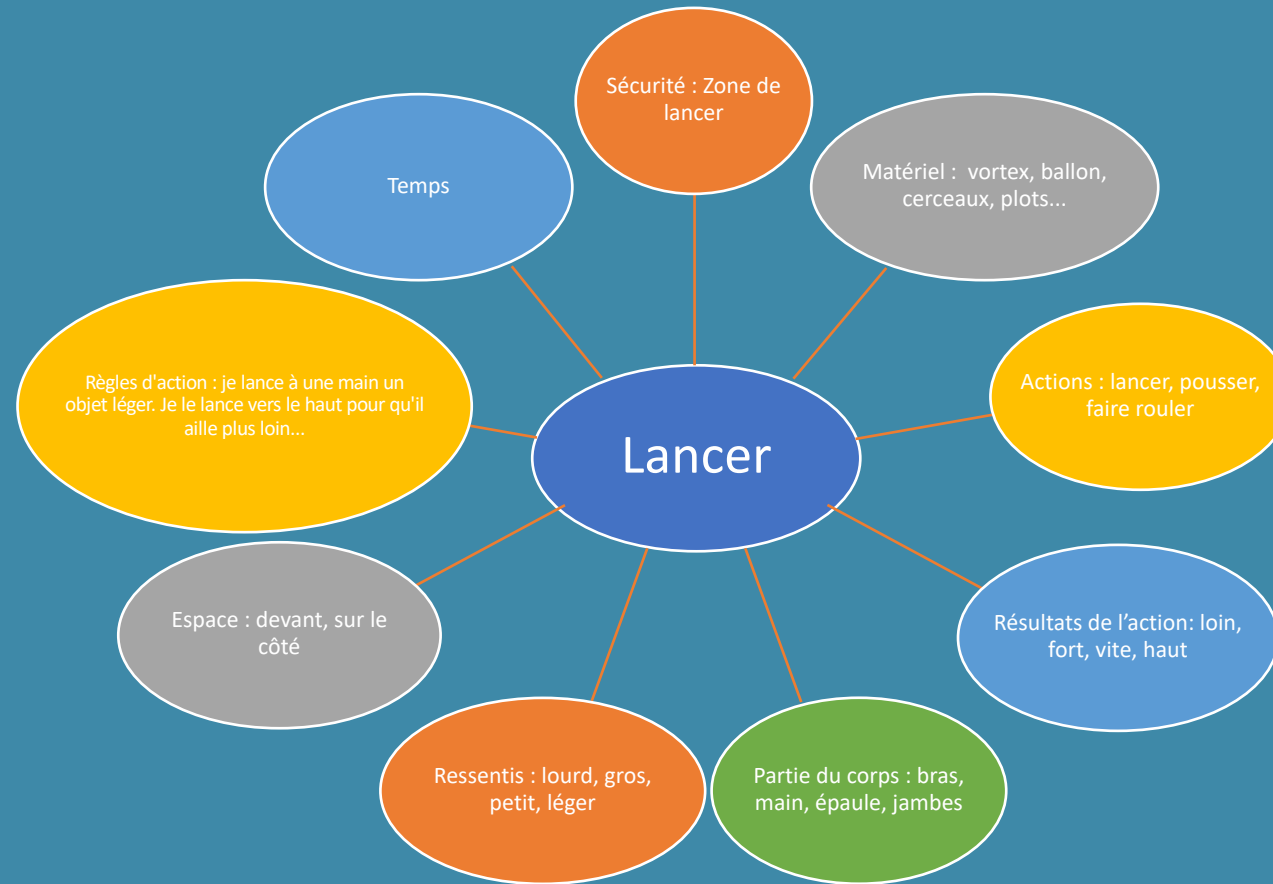 Sécurité : Zone de
lancer
Matériel :  vortex, ballon,
cerceaux, plots...
Actions : lancer, pousser,
faire rouler
Résultats de l’action: loin,
fort, vite, haut
Partie du corps : bras,
main, épaule, jambes
Ressentis : lourd, gros,
petit, léger
Espace : devant, sur le
côté
Règles d'action : je lance à une main un
objet léger. Je le lance vers le haut pour qu'il
aille plus loin...
Temps
Lancer